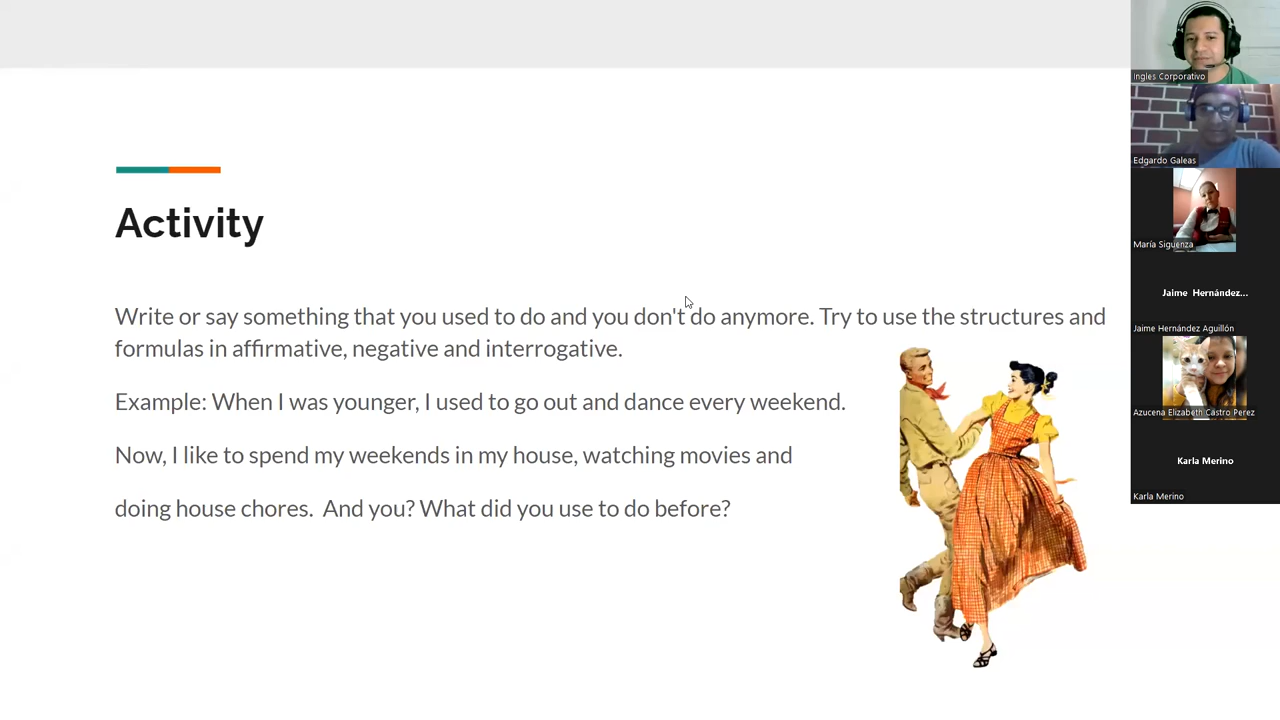 Activity
Write or say something that you used to do and you don't do anymore. Try to use the structures and
formulas in affirmative, negative and interrogative.
Example: When I was younger, I used to go out and dance every weekend.
Now, I like to spend my weekends in my house, watching movies and
doing house chores.  And you? What did you use to do before?
Ingles Corporativo
Edgardo Galeas
María Sigüenza
Jaime Hernández...
Jaime Hernández Aguillón
Azucena Elizabeth Castro Perez
Karla Merino
Karla Merino